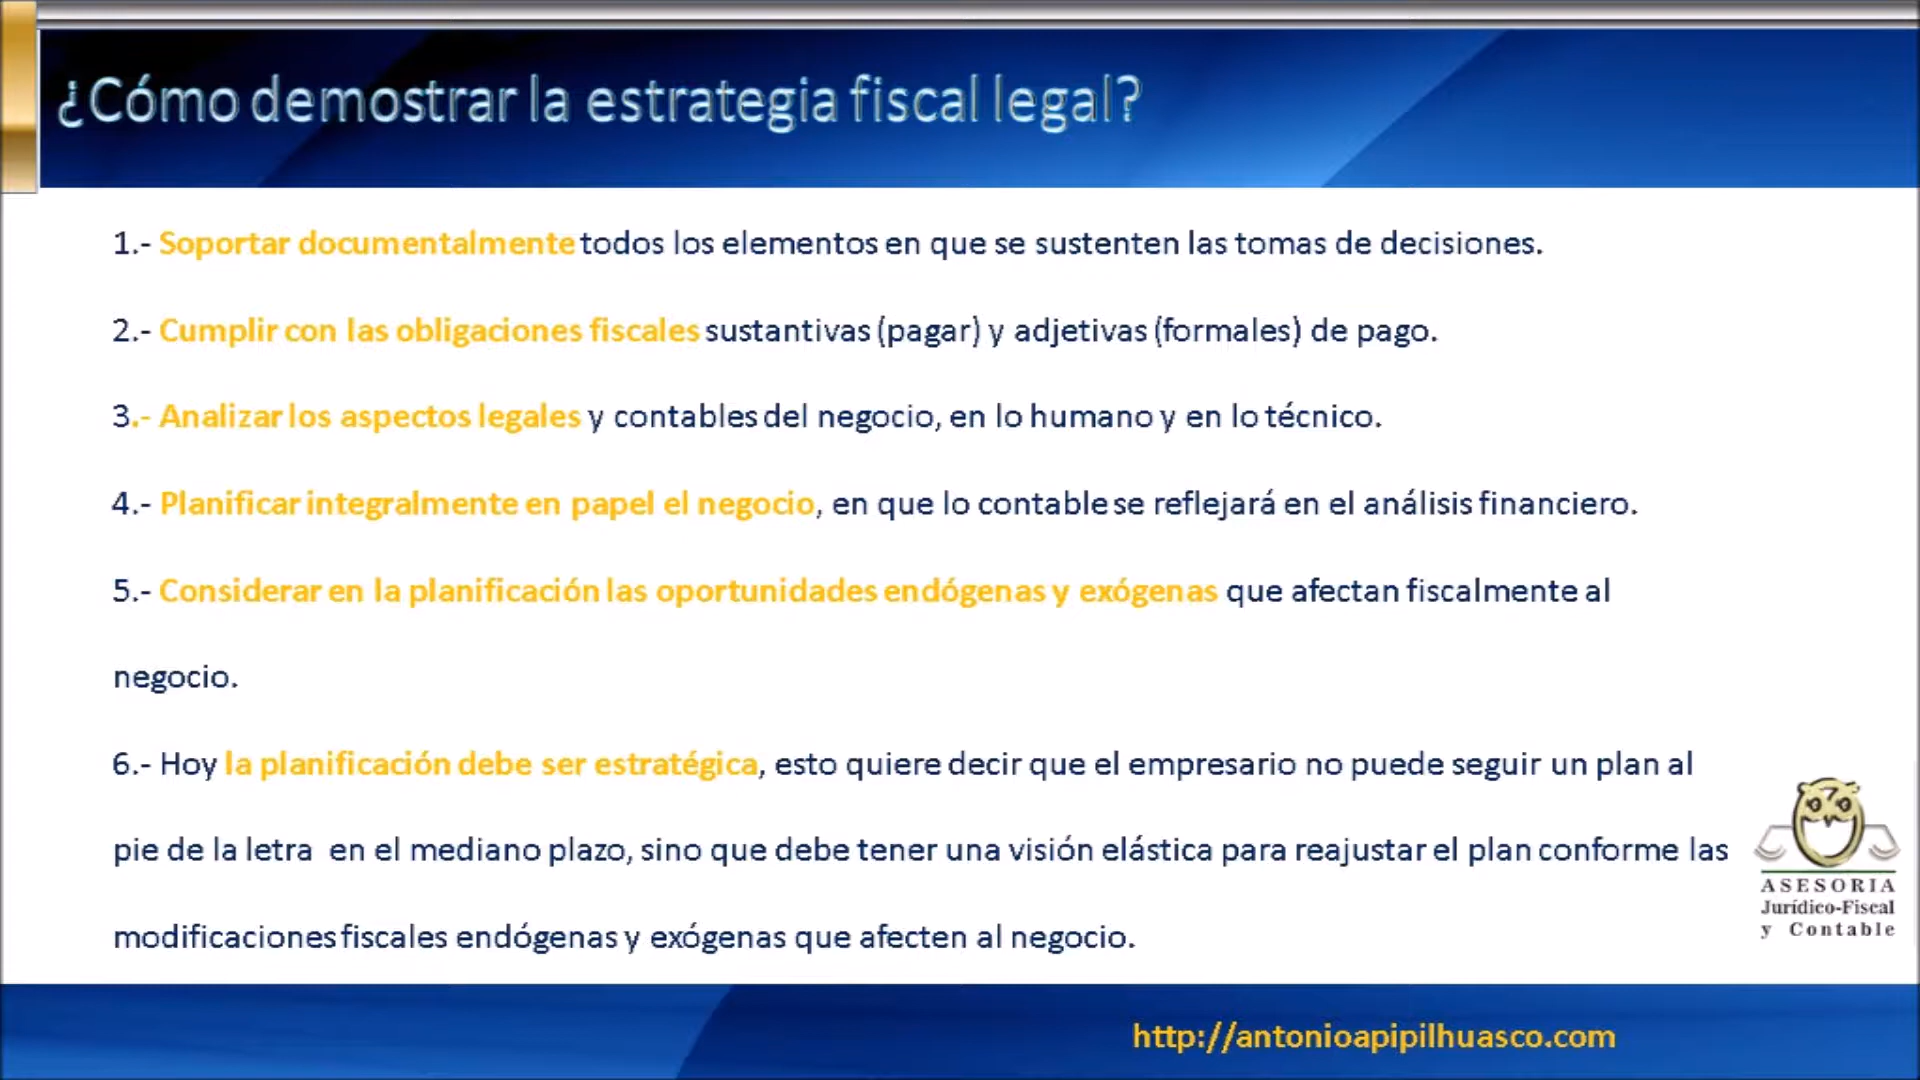 ¿Cómo demostrar la estrategia fiscal legal?
1.- Soportar documentalmente todos los elementos en que se sustenten las tomas de decisiones.
2.- Cumplir con las obligaciones fiscales sustantivas (pagar) y adjetivas (formales) de pago.
3.- Analizar los aspectos legales y contables del negocio, en lo humano y en lo técnico.
4.- Planificar integralmente en papel el negocio, en que lo contable se reflejará en el análisis financiero.
5.- Considerar en la planificación las oportunidades endógenas y exógenas que afectan fiscalmente al
negocio.
6.- Hoy la planificación debe ser estratégica, esto quiere decir que el empresario no puede seguir un plan al
pie de la letra en el mediano plazo, sino que debe tener una visión elástica para reajustar el plan conforme las
modificaciones fiscales endógenas y exógenas que afecten al negocio.
ASESORIA
Jurídico-Fiscal
y Contable
http://antonioapipilhuasco.com